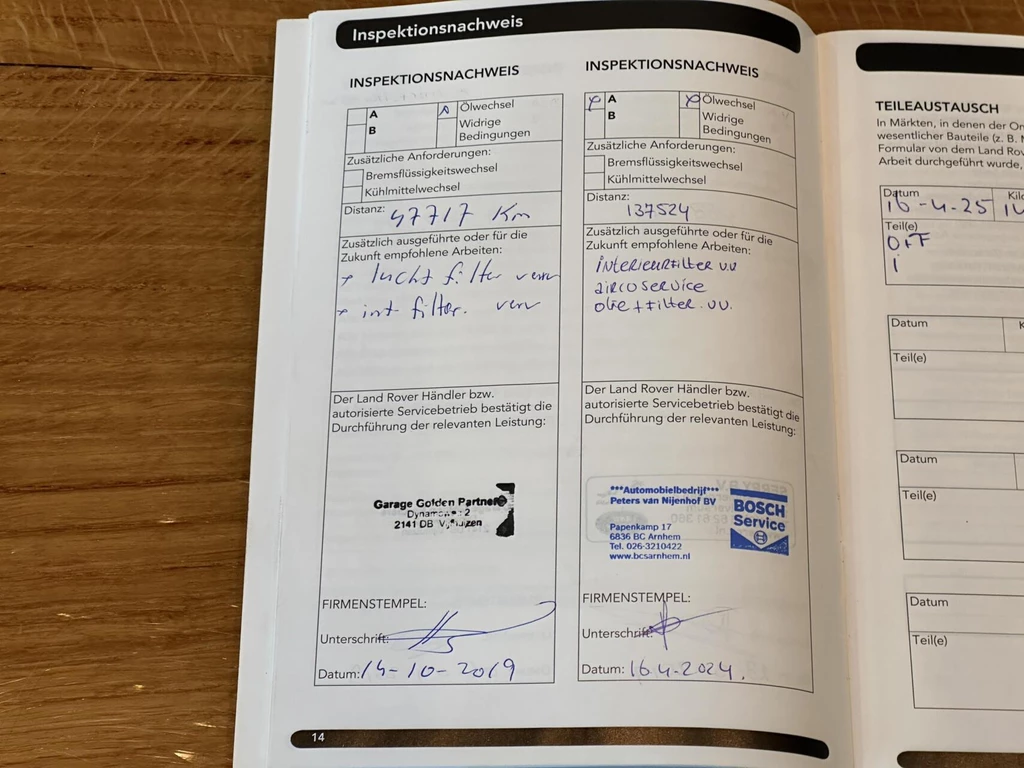 Inspektionsnachweis
INSPEKTIONSNACHWEIS
A
B
Ölwechsel
Widrige
Bedingungen
Zusätzliche Anforderungen:
Bremsflüssigkeitswechsel
Kühlmittelwechsel
Distanz: 47717 Km
Zusätzlich ausgeführte oder für die
Zukunft empfohlene Arbeiten:
lucht filter verv
int filter. verv
Der Land Rover Händler bzw.
autorisierte Servicebetrieb bestätigt die
Durchführung der relevanten Leistung:
Garage Golden Partners
2141 DB
FIRMENSTEMPEL:
Unterschrift:
Datum: 14-10-2019
INSPEKTIONSNACHWEIS
A
B
Ölwechsel
Widrige
Bedingungen
Zusätzliche Anforderungen:
Bremsflüssigkeitswechsel
Kühlmittelwechsel
Distanz: 137524
Zusätzlich ausgeführte oder für die
Zukunft empfohlene Arbeiten:
interieurfilter vv
aircoservice
olie + filter. vv.
Der Land Rover Händler bzw.
autorisierte Servicebetrieb bestätigt die
Durchführung der relevanten Leistung:
***Automobielbedrijf***
Peters van Nijenhof BV
Papenkamp 17
6836 BC Arnhem
Tel. 026-3210422
www.bcsarnhem.nl
BOSCH
Service
FIRMENSTEMPEL:
Unterschrift:
Datum: 16.4.2024.
14
TEILEAUSTAUSCH
In Märkten, in denen der
wesentlicher Bauteile (z. B.
Formular von dem Land
Arbeit durchgeführt wurde,
Datum
16-4-25
Teil(e)
Datum
Teil(e)
Datum
Teil(e)
Datum
Teil(e)